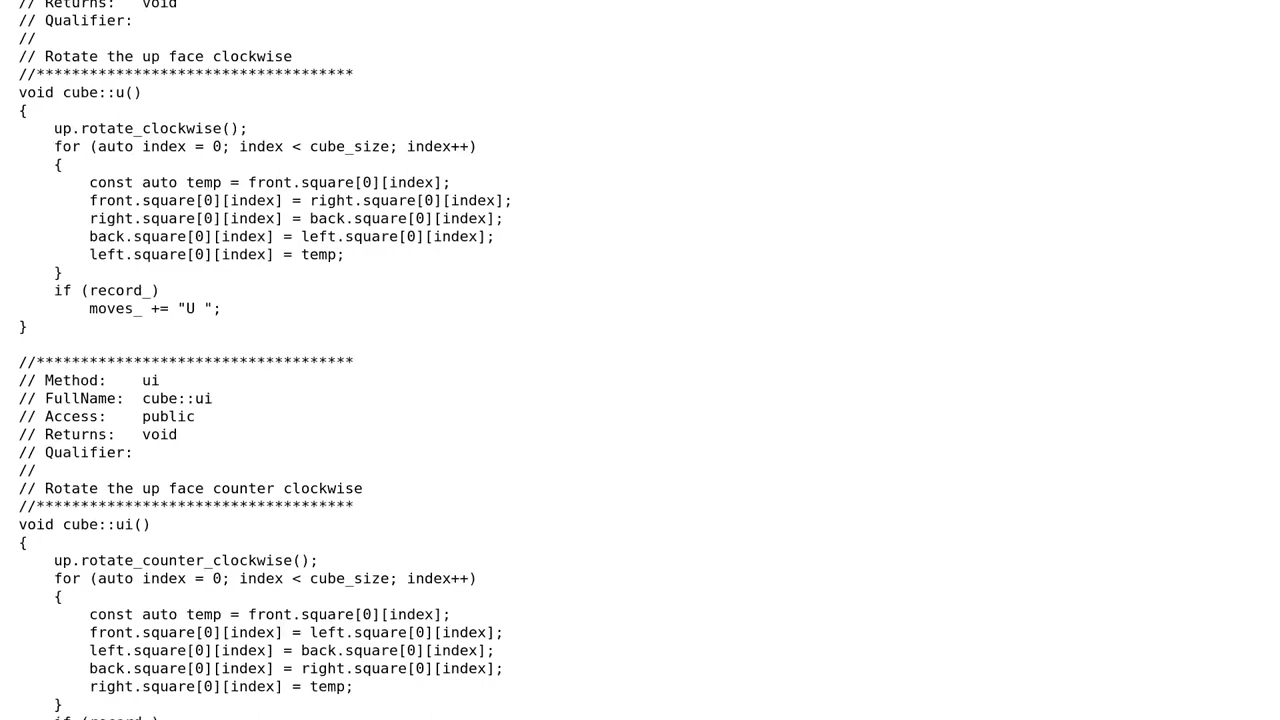 // Returns:   void
// Qualifier:
//
// Rotate the up face clockwise
//************************************
void cube::u()
{
    up.rotate_clockwise();
    for (auto index = 0; index < cube_size; index++)
    {
        const auto temp = front.square[0][index];
        front.square[0][index] = right.square[0][index];
        right.square[0][index] = back.square[0][index];
        back.square[0][index] = left.square[0][index];
        left.square[0][index] = temp;
    }
    if (record_)
        moves_ += "U ";
}

//************************************
// Method:    ui
// FullName:  cube::ui
// Access:    public
// Returns:   void
// Qualifier:
//
// Rotate the up face counter clockwise
//************************************
void cube::ui()
{
    up.rotate_counter_clockwise();
    for (auto index = 0; index < cube_size; index++)
    {
        const auto temp = front.square[0][index];
        front.square[0][index] = left.square[0][index];
        left.square[0][index] = back.square[0][index];
        back.square[0][index] = right.square[0][index];
        right.square[0][index] = temp;
    }
    if (record_)